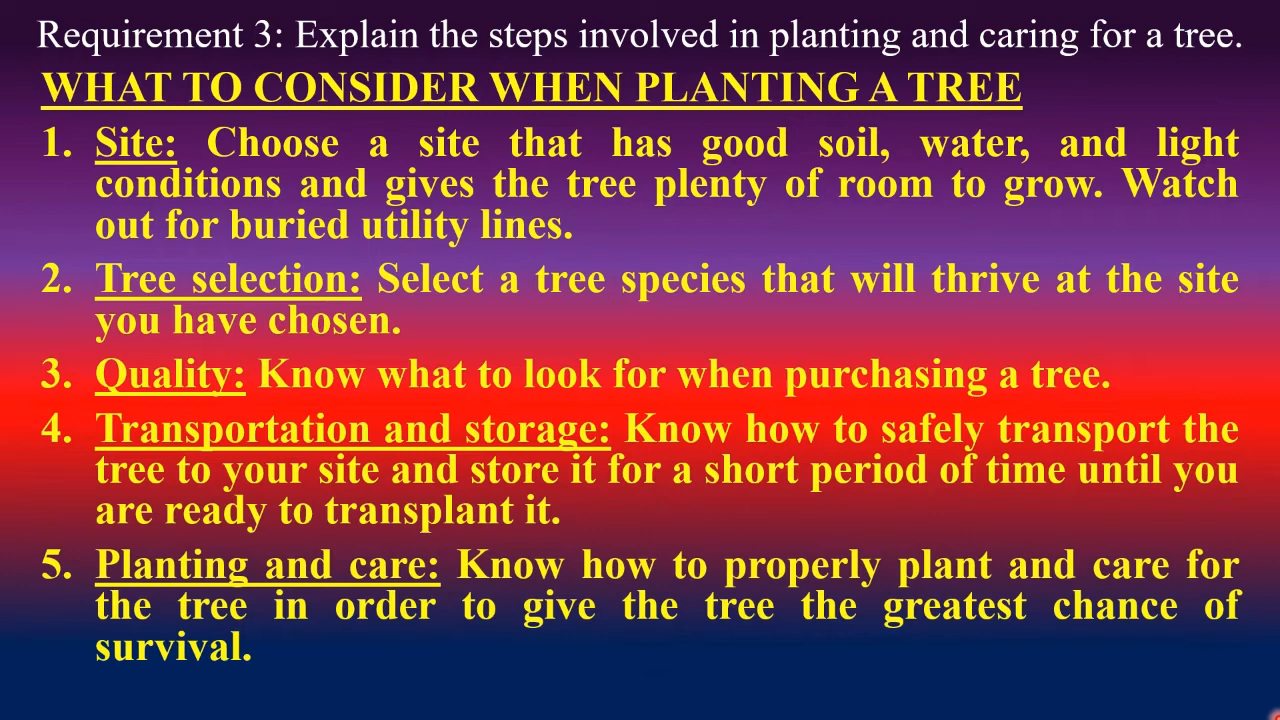 Requirement 3: Explain the steps involved in planting and caring for a tree.
WHAT TO CONSIDER WHEN PLANTING A TREE
1. Site: Choose a site that has good soil, water, and light
conditions and gives the tree plenty of room to grow. Watch
out for buried utility lines.
2. Tree selection: Select a tree species that will thrive at the site
you have chosen.
3. Quality: Know what to look for when purchasing a tree.
4. Transportation and storage: Know how to safely transport the
tree to your site and store it for a short period of time until you
are ready to transplant it.
5. Planting and care: Know how to properly plant and care for
the tree in order to give the tree the greatest chance of
survival.